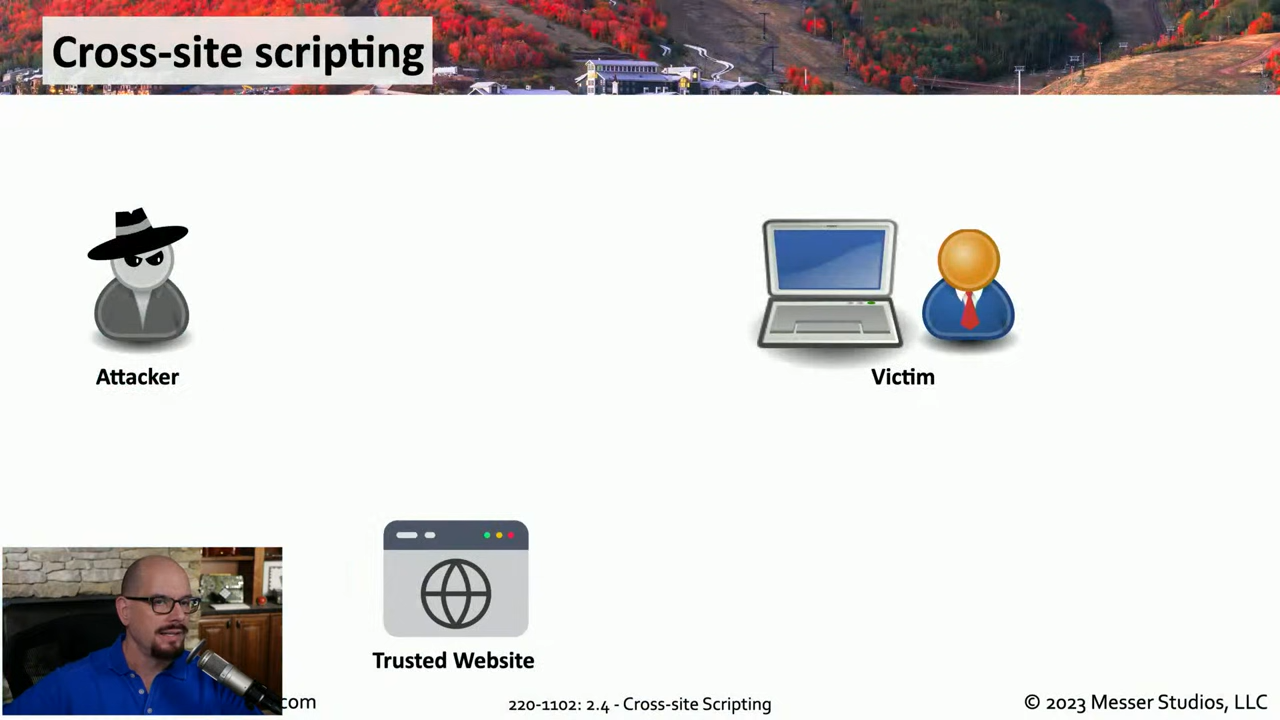 Cross-site scripting
Attacker
Victim
Trusted Website
.com
220-1102: 2.4 - Cross-site Scripting
© 2023 Messer Studios, LLC